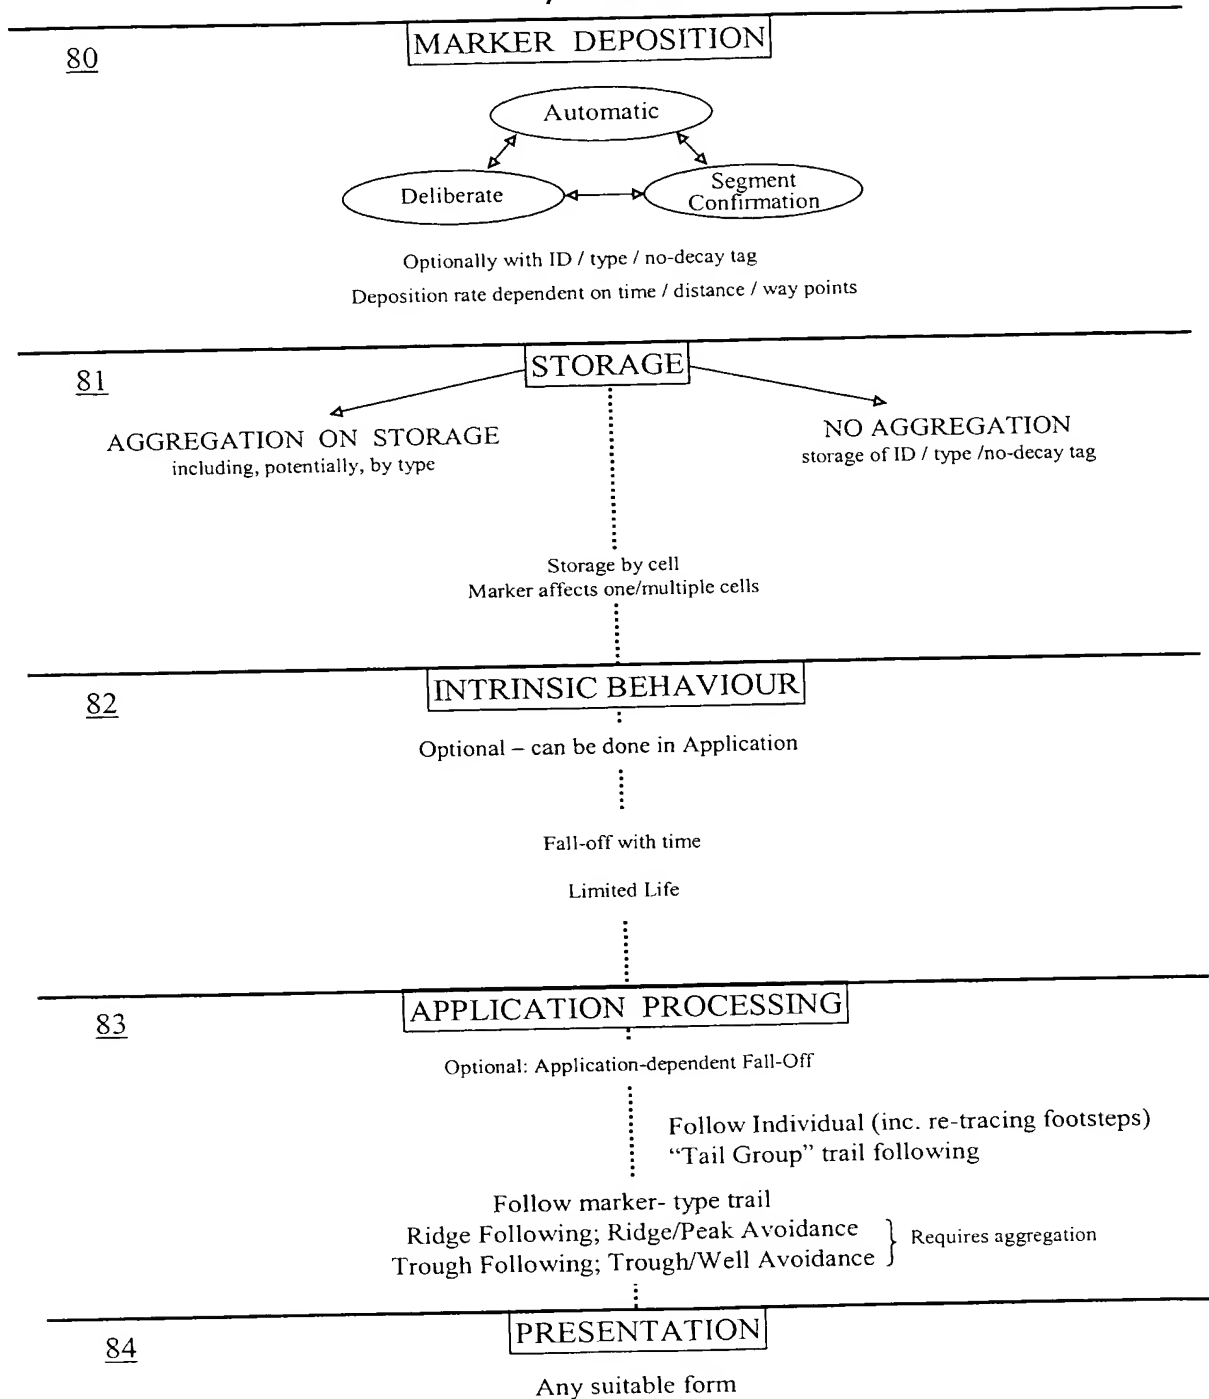 80
MARKER DEPOSITION
Automatic
Deliberate
Segment
Confirmation
Optionally with ID / type / no-decay tag
Deposition rate dependent on time / distance / way points
81
STORAGE
AGGREGATION ON STORAGE
including, potentially, by type
NO AGGREGATION
storage of ID / type /no-decay tag
Storage by cell
Marker affects one/multiple cells
82
INTRINSIC BEHAVIOUR
Optional – can be done in Application
Fall-off with time
Limited Life
83
APPLICATION PROCESSING
Optional: Application-dependent Fall-Off
Follow Individual (inc. re-tracing footsteps)
“Tail Group” trail following
Follow marker- type trail
Ridge Following; Ridge/Peak Avoidance
Trough Following; Trough/Well Avoidance
Requires aggregation
84
PRESENTATION
Any suitable form